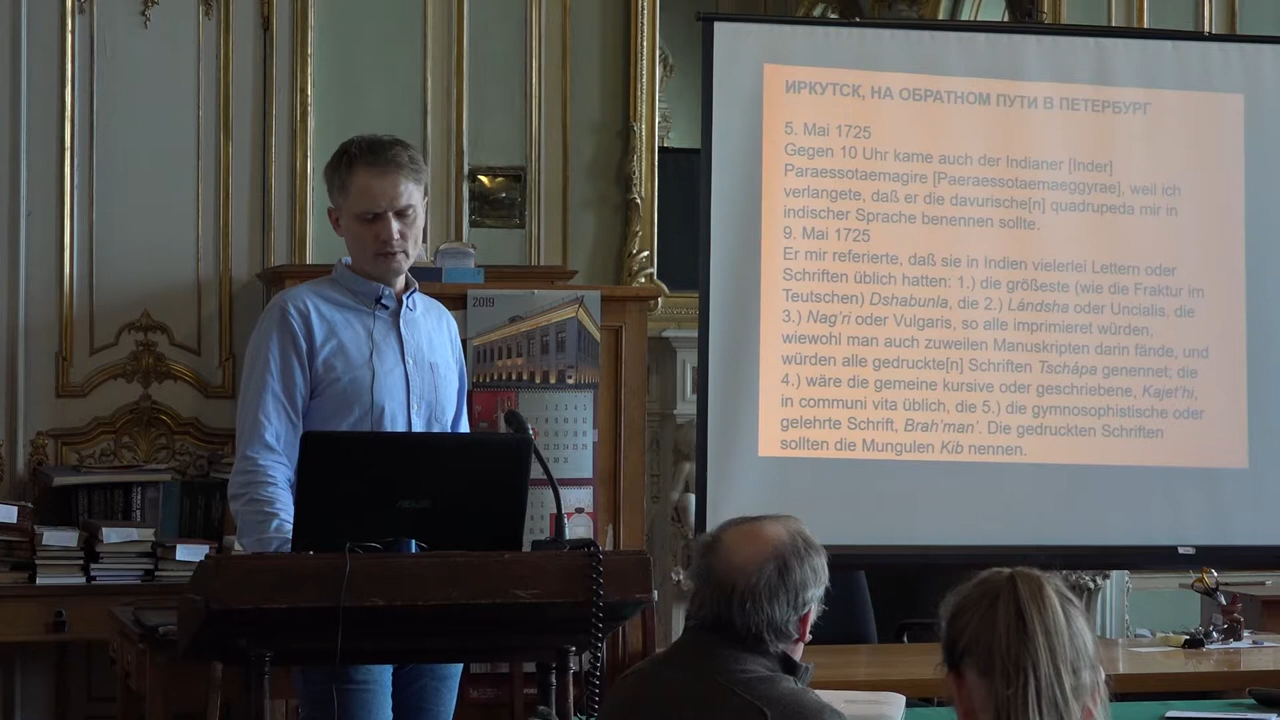 ИРКУТСК, НА ОБРАТНОМ ПУТИ В ПЕТЕРБУРГ
5. Mai 1725
Gegen 10 Uhr kame auch der Indianer [Inder]
Paraessotaemagire [Paeraessotaemaeggyrae], weil ich
verlangete, daß er die davurische[n] quadrupeda mir in
indischer Sprache benennen sollte.
9. Mai 1725
Er mir referierte, daß sie in Indien vielerlei Lettern oder
Schriften üblich hatten: 1.) die größeste (wie die Fraktur im
Teutschen) Dshabunla, die 2.) Lándsha oder Uncialis, die
3.) Nag'ri oder Vulgaris, so alle imprimieret würden,
wiewohl man auch zuweilen Manuskripten darin fände, und
würden alle gedruckte[n] Schriften Tschápa genennet; die
4.) wäre die gemeine kursive oder geschriebene, Kajet'hi,
in communi vita üblich, die 5.) die gymnosophistische oder
gelehrte Schrift, Brah'man'. Die gedruckten Schriften
sollten die Mungulen Kib nennen.
2019
ASUS